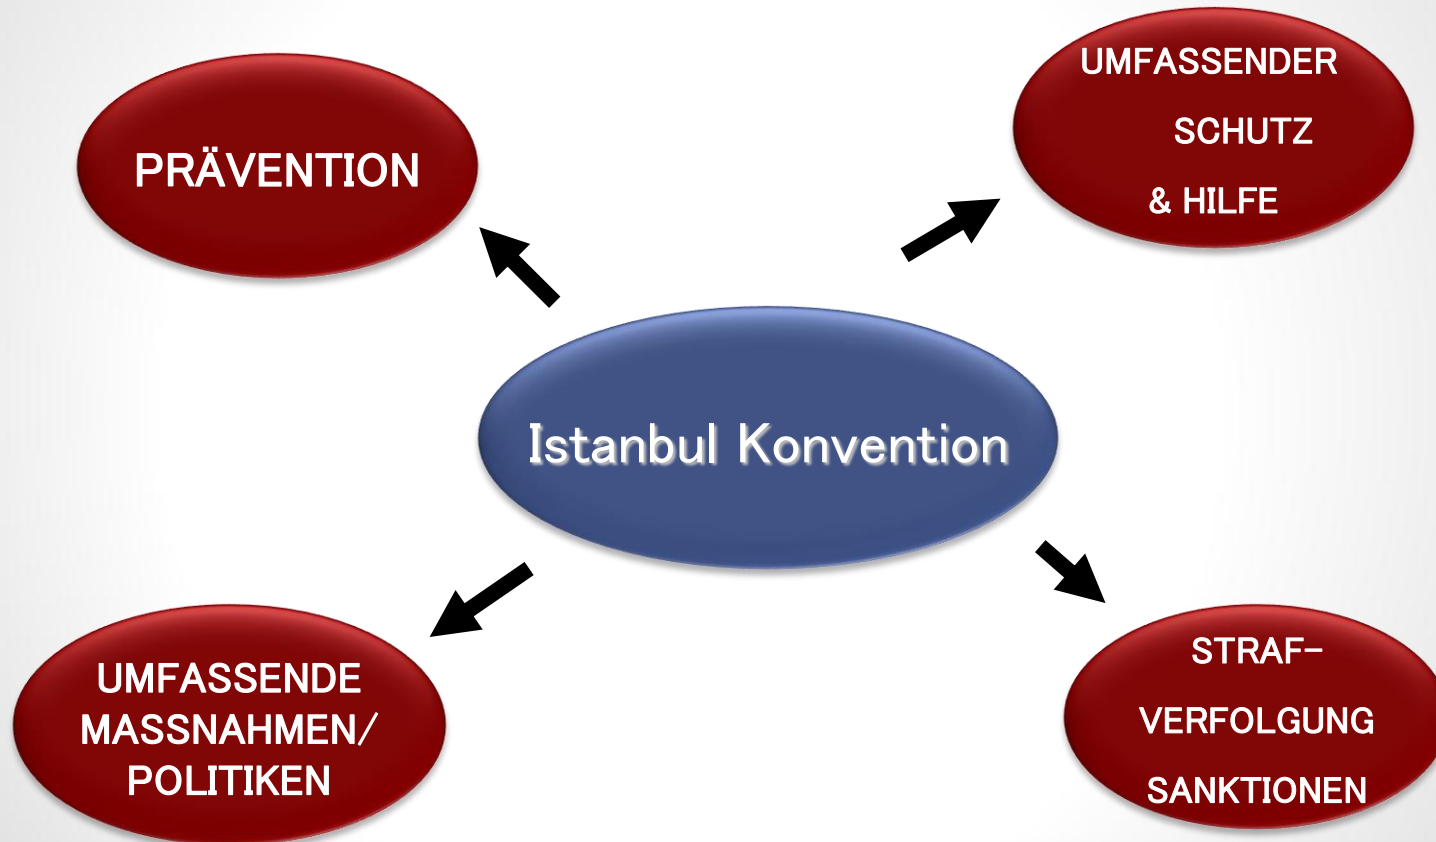 PRÄVENTION
UMFASSENDER
SCHUTZ
& HILFE
Istanbul Konvention
UMFASSENDE
MASSNAHMEN/
POLITIKEN
STRAF-
VERFOLGUNG
SANKTIONEN